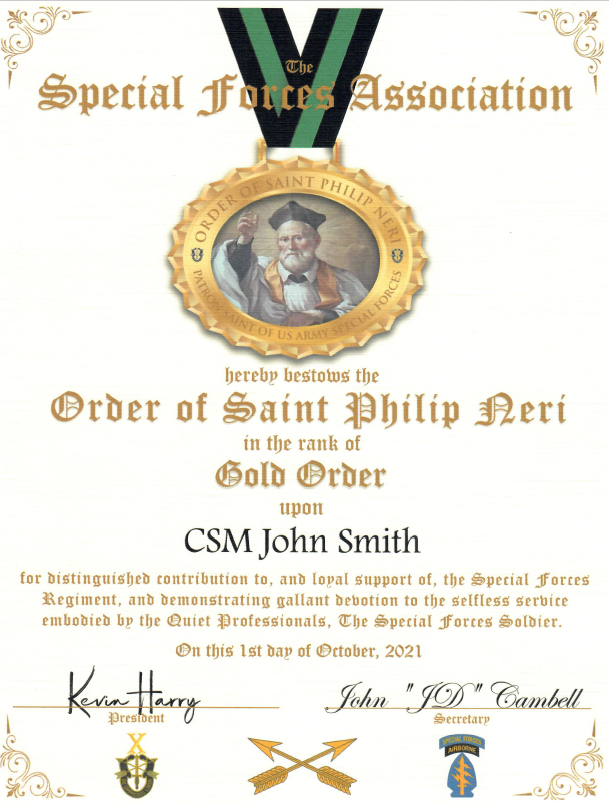 The
Special Forces Association
ORDER OF SAINT PHILIP NERI
PATRON SAINT OF US ARMY SPECIAL FORCES
hereby bestows the
Order of Saint Philip Neri
in the rank of
Gold Order
upon
CSM John Smith
for distinguished contribution to, and loyal support of, the Special Forces
Regiment, and demonstrating gallant devotion to the selfless service
embodied by the Quiet Professionals, The Special Forces Soldier.
On this 1st day of October, 2021
Kevin Harry
John "JD" Cambell
President
Secretary
X
SPECIAL FORCES
AIRBORNE